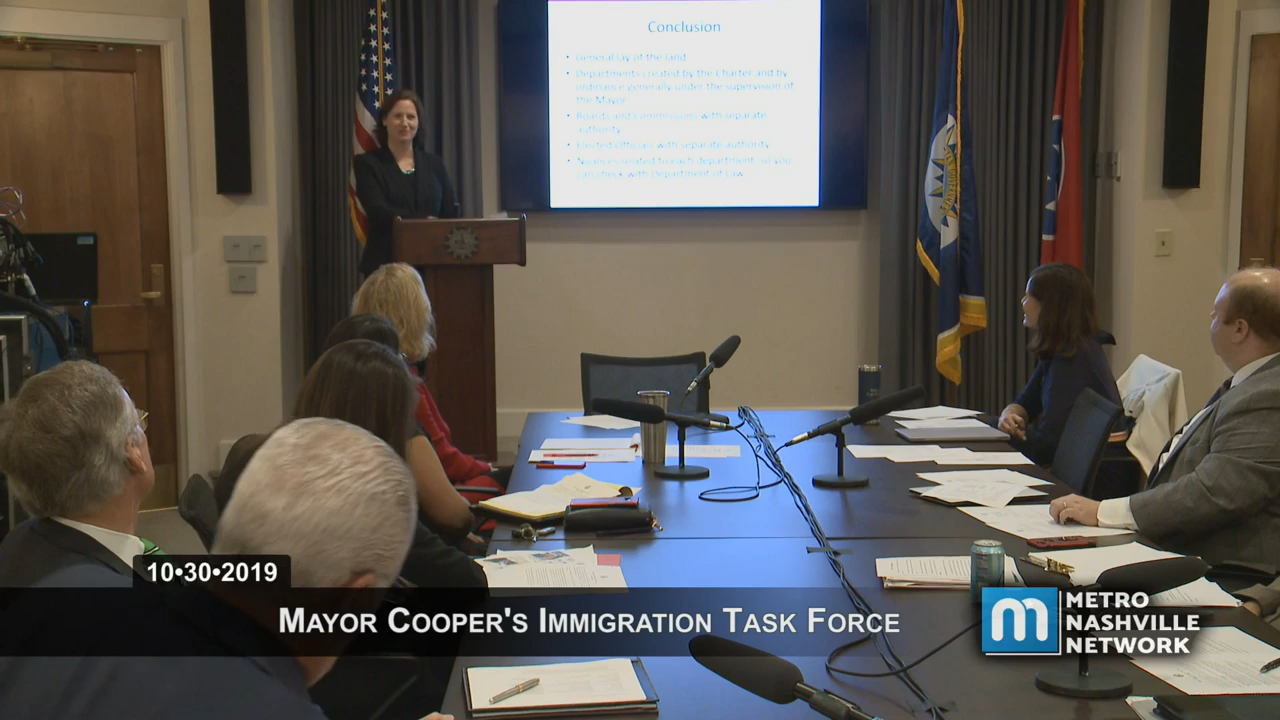 Conclusion
• General lay of the land
• Departments created by the Charter and by
ordinance generally under the supervision of
the Mayor
• Boards and commissions with separate
authority
• Elected Officials with separate authority
• Nuances related to each department, so you
can check with Department of Law
10•30•2019
MAYOR COOPER'S IMMIGRATION TASK FORCE
m METRO
NASHVILLE
NETWORK